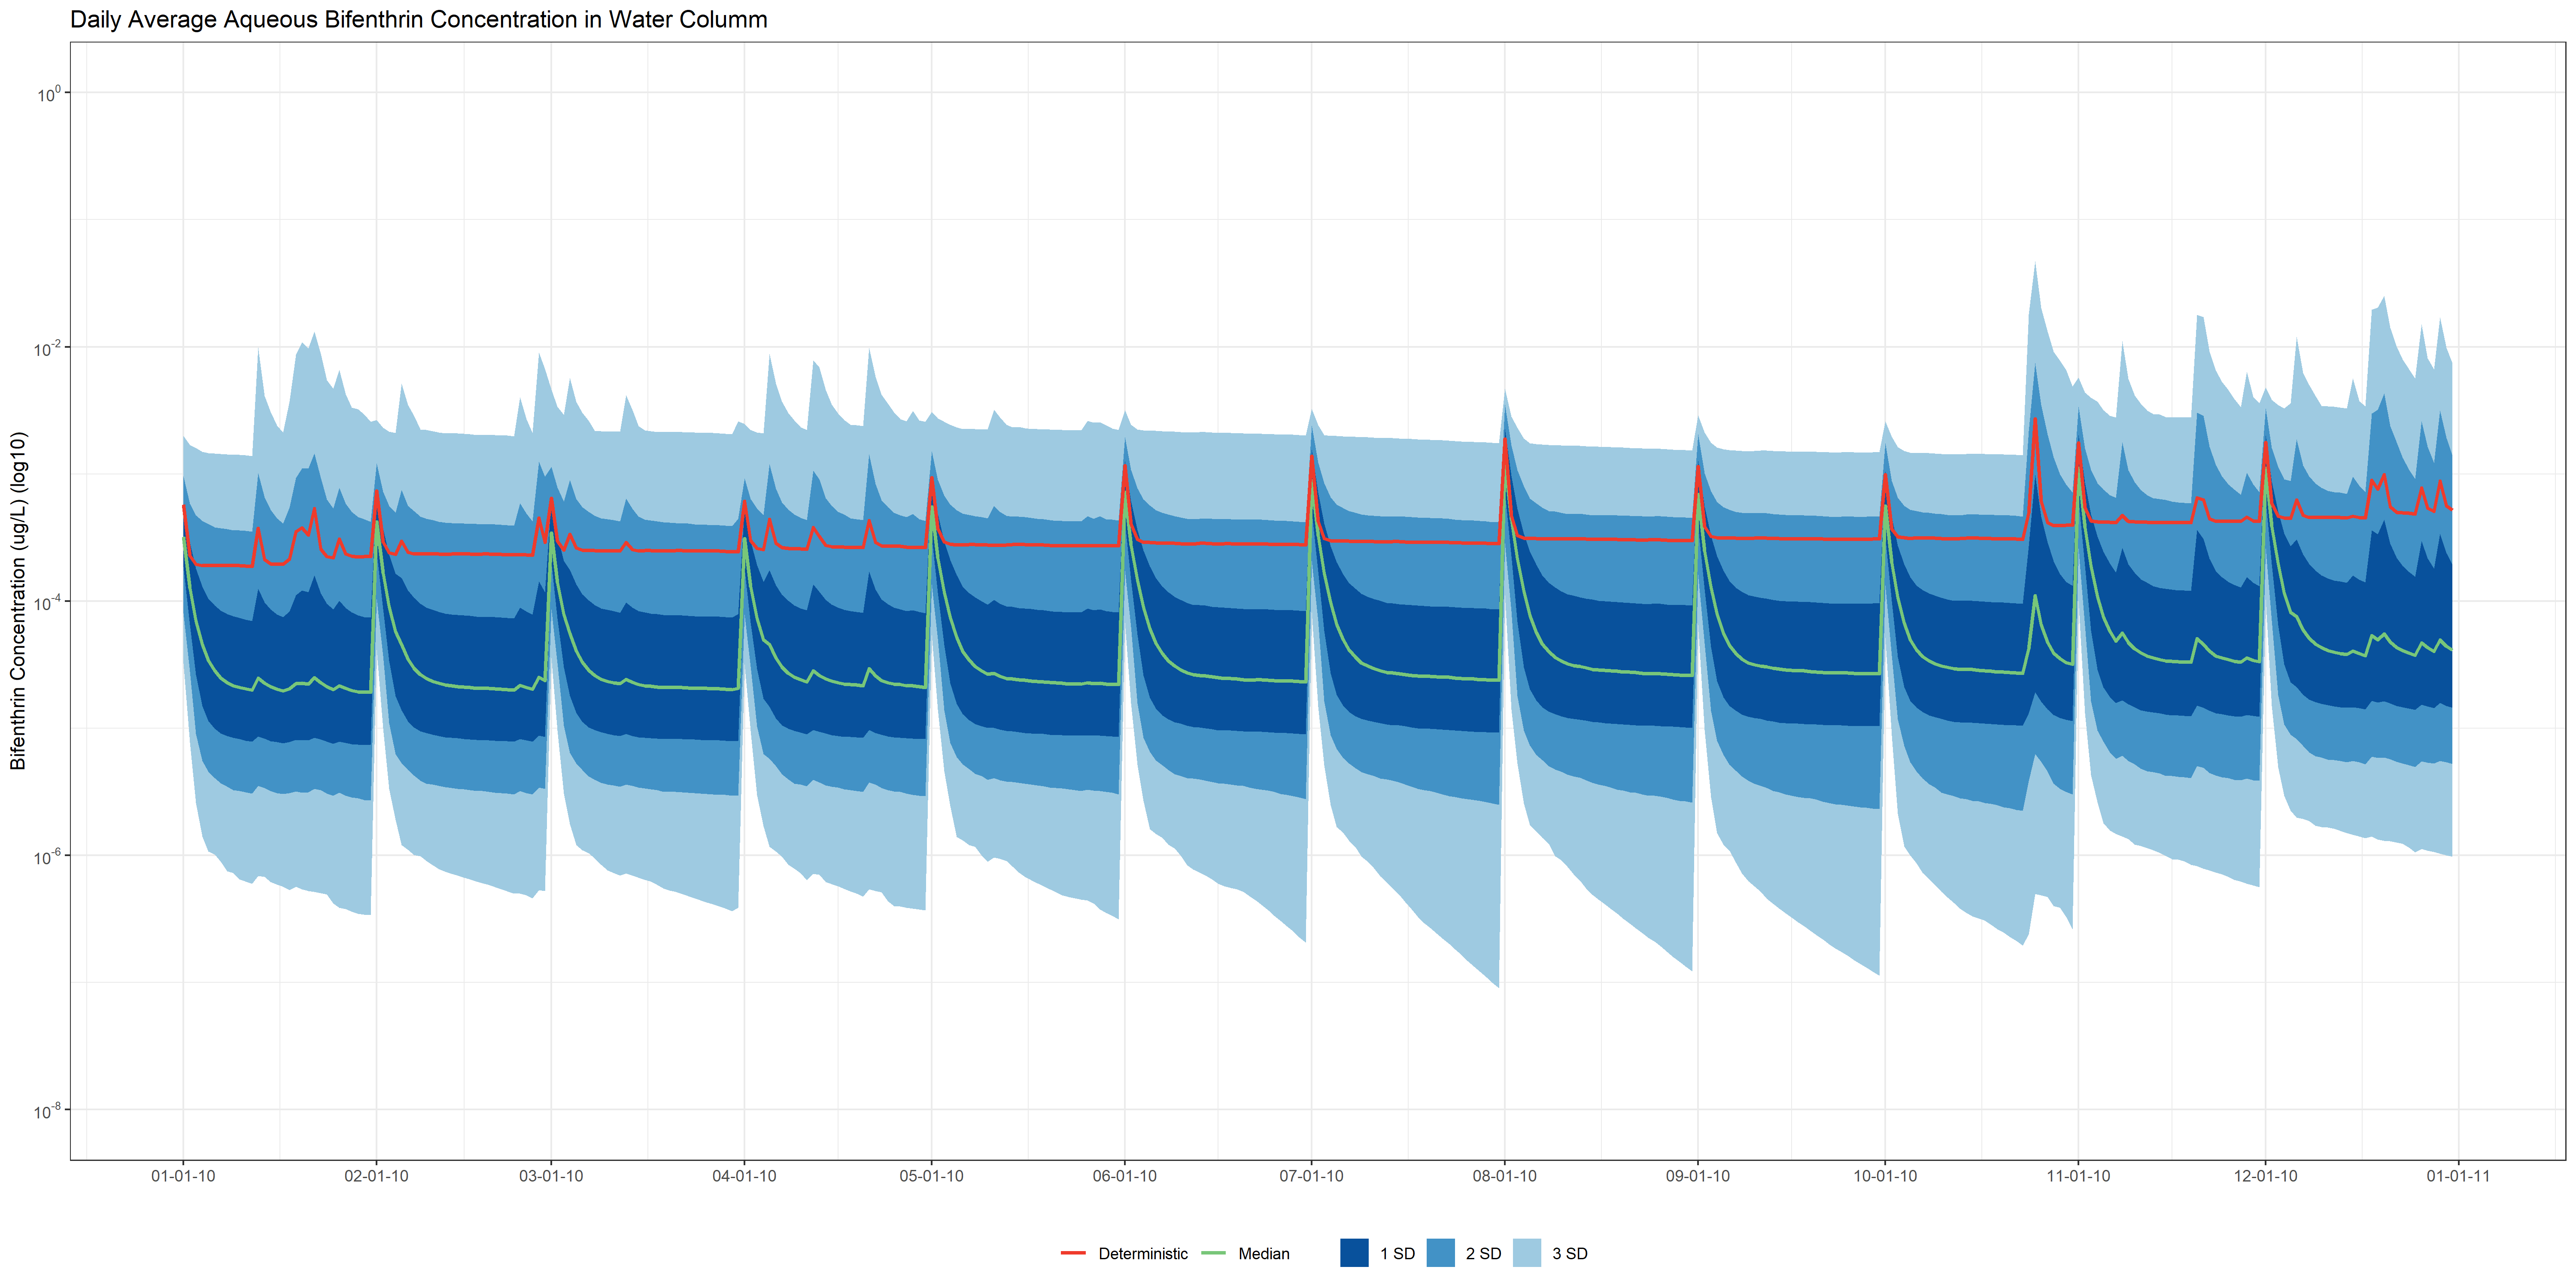 Daily Average Aqueous Bifenthrin Concentration in Water Columm
Bifenthrin Concentration (ug/L) (log10)
10^0
10^-2
10^-4
10^-6
10^-8
01-01-10 02-01-10 03-01-10 04-01-10 05-01-10 06-01-10 07-01-10 08-01-10 09-01-10 10-01-10 11-01-10 12-01-10 01-01-11
Deterministic Median 1 SD 2 SD 3 SD